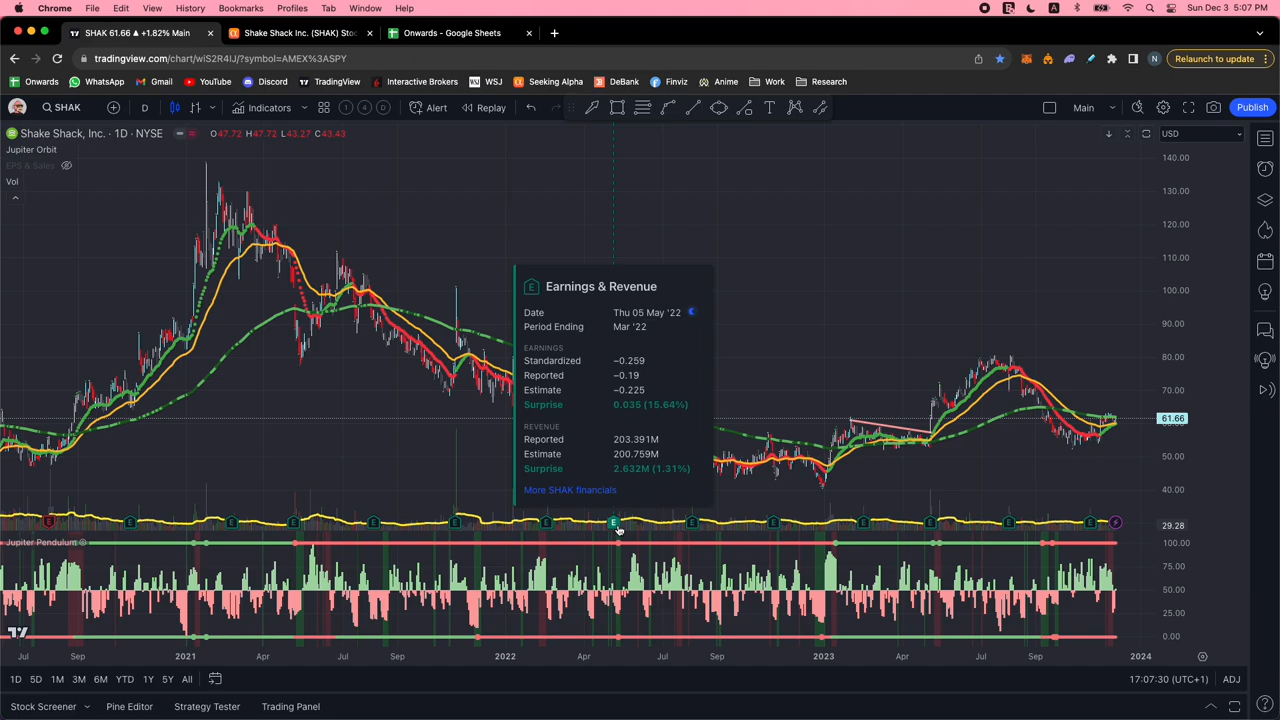 Chrome File Edit View History Bookmarks Profiles Tab Window Help A Sun Dec 3 5:07 PM
SHAK 61.66 ▲ +1.82% Main Shake Shack Inc. (SHAK) Stoc Onwards - Google Sheets
tradingview.com/chart/wiS2R4IJ/?symbol=AMEX%3ASPY N Relaunch to update
Onwards WhatsApp Gmail YouTube Discord TradingView Interactive Brokers WSJ WSJ Seeking Alpha DeBank Finviz Anime Work Research
SHAK D Indicators 1 4 D Alert Replay Main Publish
Shake Shack, Inc. · 1D · NYSE O47.72 H47.72 L43.27 C43.43 USD
Jupiter Orbit
EPS & Sales
Vol
140.00
130.00
120.00
110.00
100.00
90.00
80.00
70.00
61.66
60.00
50.00
40.00
29.28
Earnings & Revenue
Date Thu 05 May '22
Period Ending Mar '22
EARNINGS
Standardized −0.259
Reported −0.19
Estimate −0.225
Surprise 0.035 (15.64%)
REVENUE
Reported 203.391M
Estimate 200.759M
Surprise 2.632M (1.31%)
More SHAK financials
E E E E E E E E E E E E E E
Jupiter Pendulum
100.00
75.00
50.00
25.00
0.00
Jul Sep 2021 Apr Jul Sep 2022 Apr Jul Sep 2023 Apr Jul Sep 2024
1D 5D 1M 3M 6M YTD 1Y 5Y All 17:07:30 (UTC+1) ADJ
Stock Screener Pine Editor Strategy Tester Trading Panel